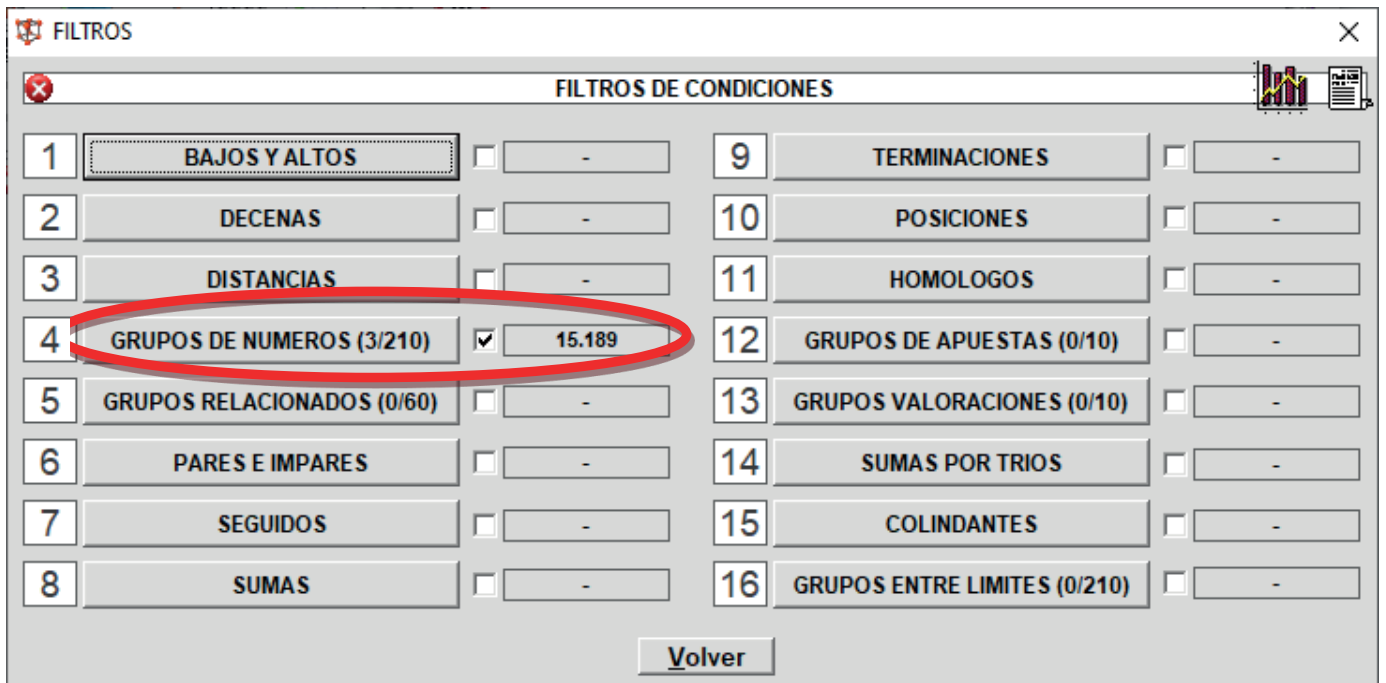 FILTROS
FILTROS DE CONDICIONES
1 BAJOS Y ALTOS -
2 DECENAS -
3 DISTANCIAS -
4 GRUPOS DE NUMEROS (3/210) 15.189
5 GRUPOS RELACIONADOS (0/60) -
6 PARES E IMPARES -
7 SEGUIDOS -
8 SUMAS -
9 TERMINACIONES -
10 POSICIONES -
11 HOMOLOGOS -
12 GRUPOS DE APUESTAS (0/10) -
13 GRUPOS VALORACIONES (0/10) -
14 SUMAS POR TRIOS -
15 COLINDANTES -
16 GRUPOS ENTRE LIMITES (0/210) -
Volver